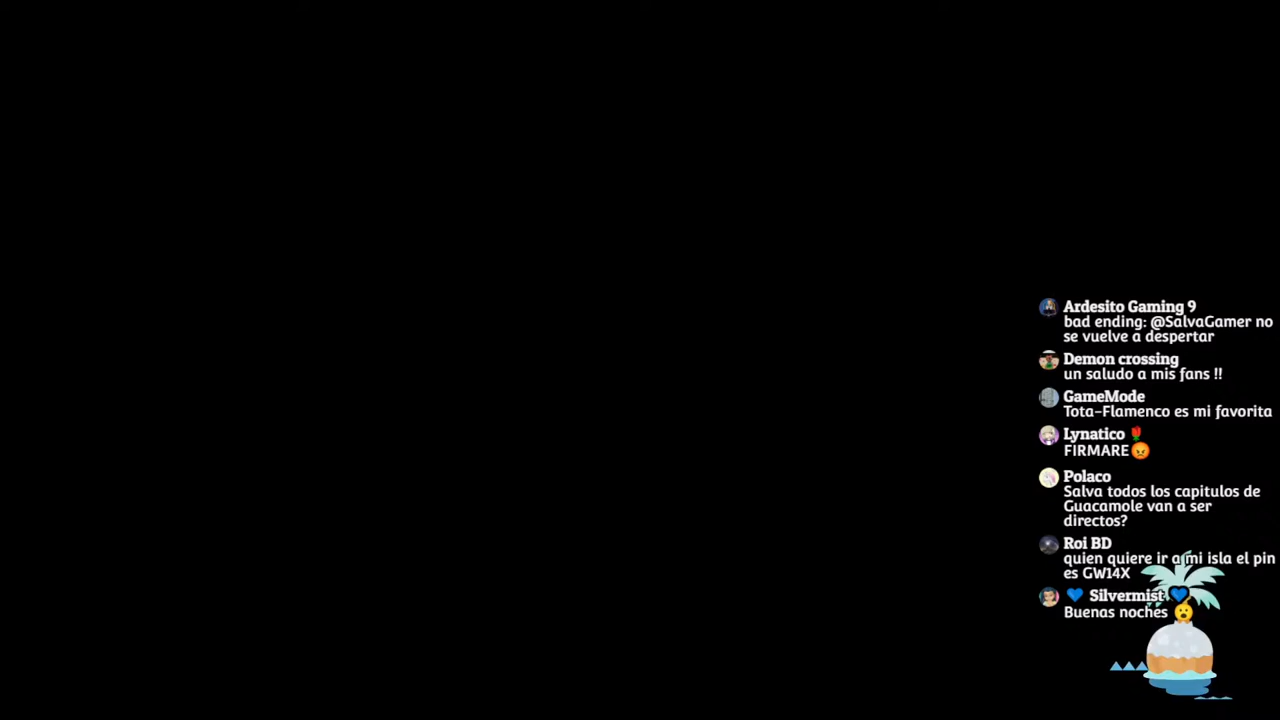 Ardesito Gaming 9
bad ending: @SalvaGamer no
se vuelve a despertar
Demon crossing
un saludo a mis fans !!
GameMode
Tota-Flamenco es mi favorita
Lynatico 🌹
FIRMARE😡
Polaco
Salva todos los capitulos de
Guacamole van a ser
directos?
Roi BD
quien quiere ir a mi isla el pin
es GW14X
💙 Silvermist 💙
Buenas noches 😮